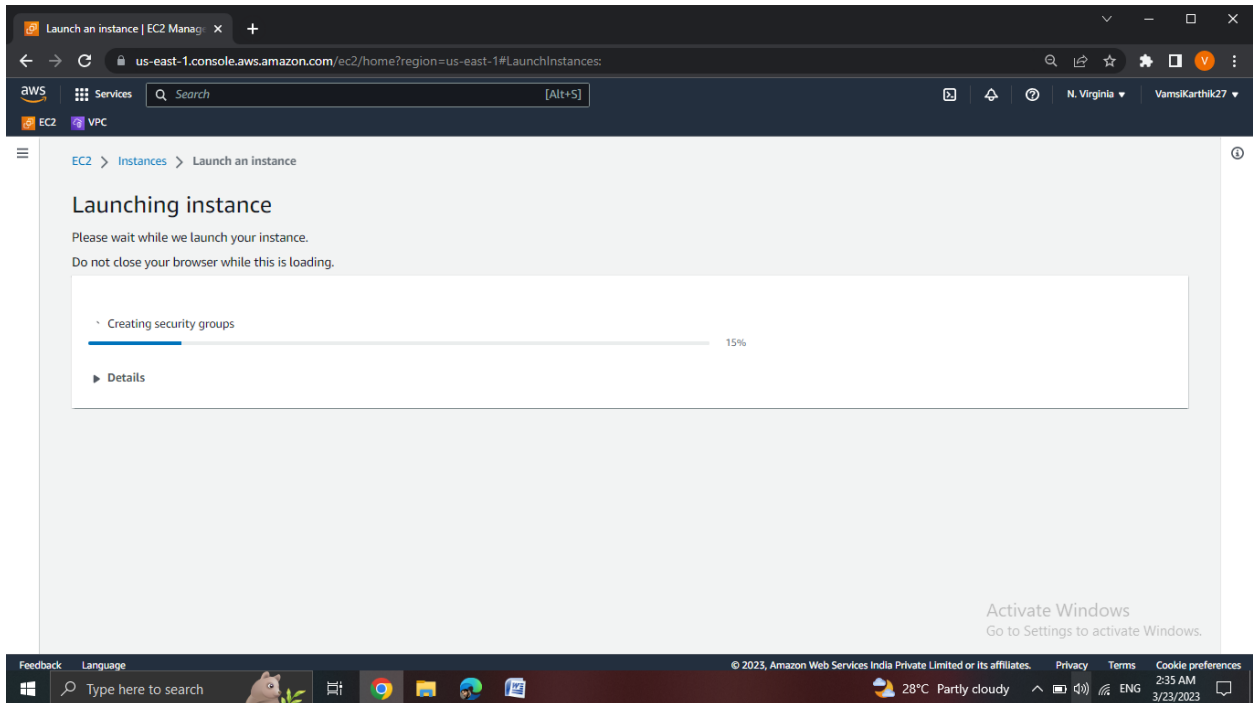 Launch an instance | EC2 Manag
us-east-1.console.aws.amazon.com/ec2/home?region=us-east-1#LaunchInstances:
V
aws Services Search [Alt+S] N. Virginia VamsiKarthik27
EC2 VPC
EC2 > Instances > Launch an instance
Launching instance
Please wait while we launch your instance.
Do not close your browser while this is loading.
Creating security groups
15%
Details
Activate Windows
Go to Settings to activate Windows.
Feedback Language © 2023, Amazon Web Services India Private Limited or its affiliates. Privacy Terms Cookie preferences
Type here to search 28°C Partly cloudy ENG 2:35 AM
3/23/2023